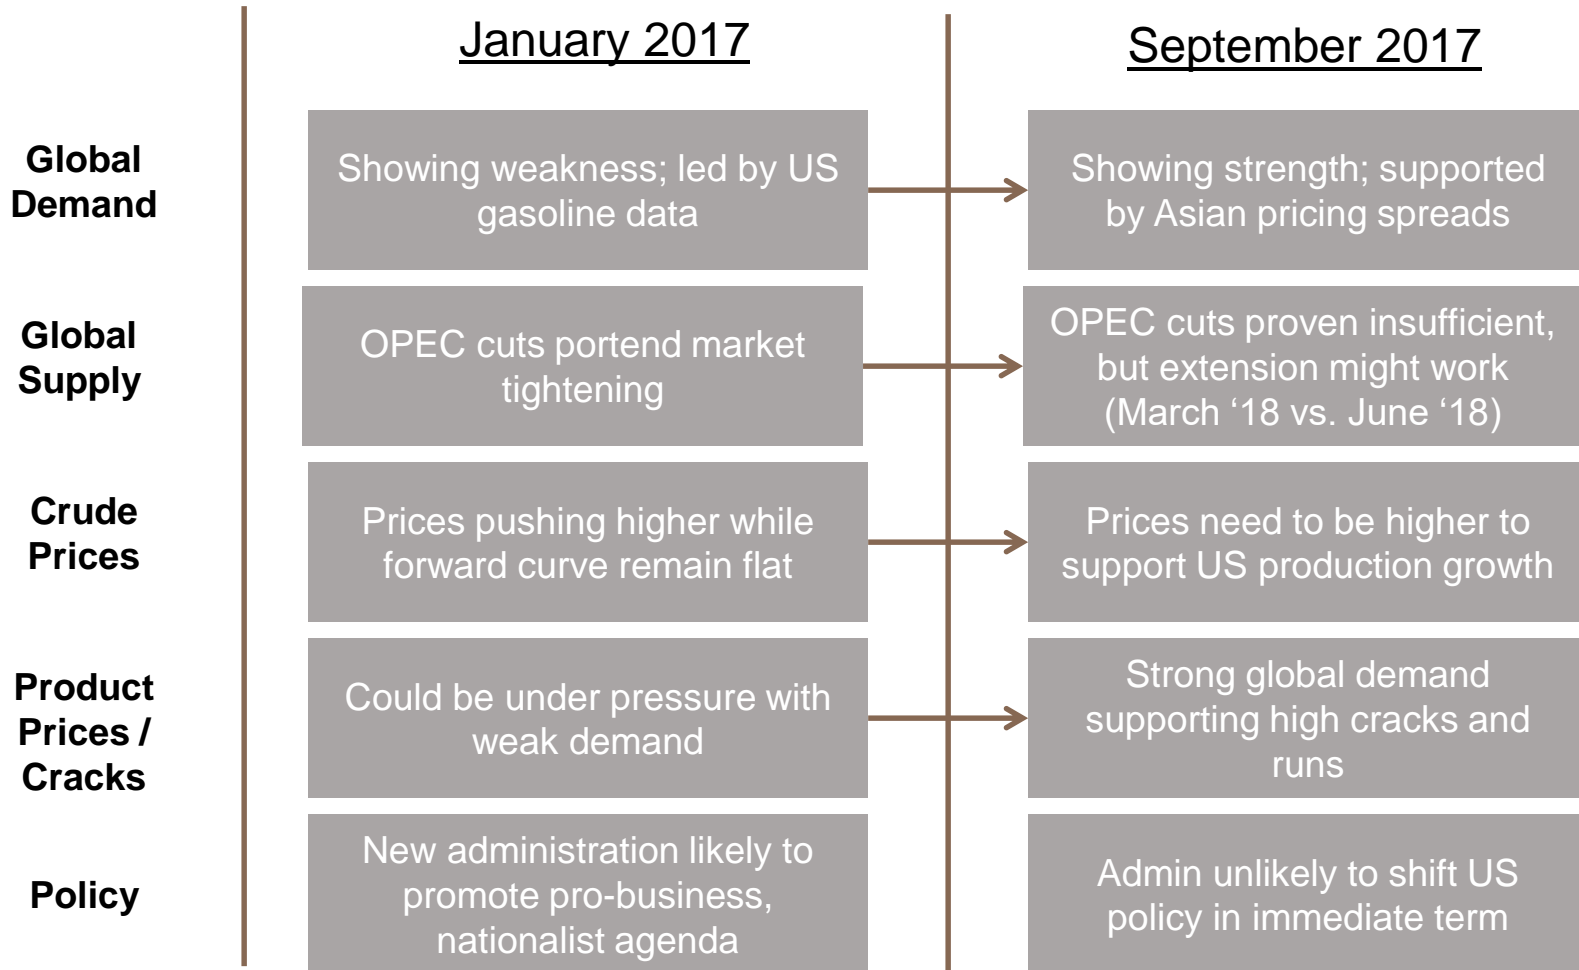 January 2017
September 2017
Global
Demand
Showing weakness; led by US
gasoline data
Showing strength; supported
by Asian pricing spreads
Global
Supply
OPEC cuts portend market
tightening
OPEC cuts proven insufficient,
but extension might work
(March ‘18 vs. June ‘18)
Crude
Prices
Prices pushing higher while
forward curve remain flat
Prices need to be higher to
support US production growth
Product
Prices /
Cracks
Could be under pressure with
weak demand
Strong global demand
supporting high cracks and
runs
Policy
New administration likely to
promote pro-business,
nationalist agenda
Admin unlikely to shift US
policy in immediate term